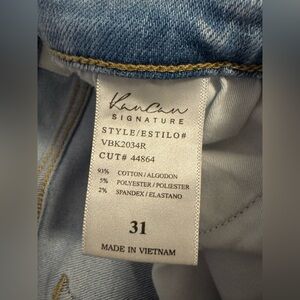 KanCan
SIGNATURE
STYLE/ESTILO#
VBK2034R
CUT# 44864
93% COTTON/ALGODON
5% POLYESTER/POLIESTER
2% SPANDEX/ELASTANO
31
MADE IN VIETNAM